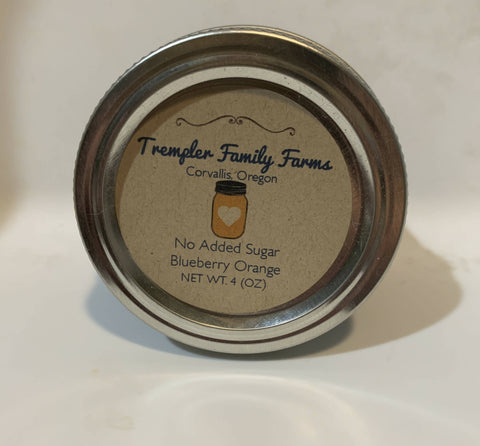 Trempler Family Farms
Corvallis, Oregon
No Added Sugar
Blueberry Orange
NET WT. 4 (OZ)